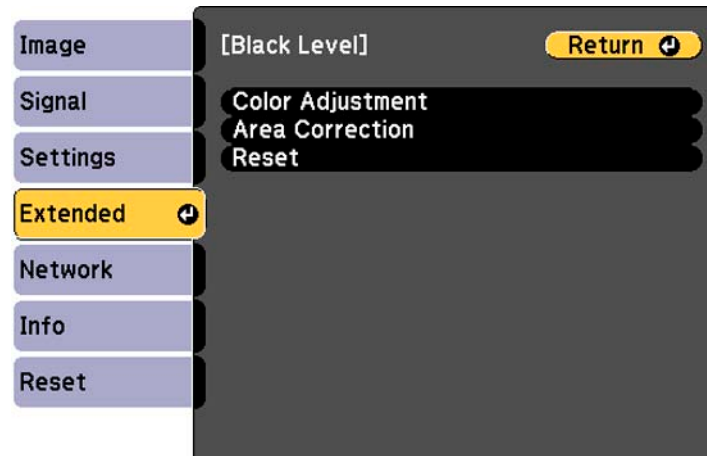 Image
Signal
Settings
Extended
Network
Info
Reset
[Black Level]
Return
Color Adjustment
Area Correction
Reset